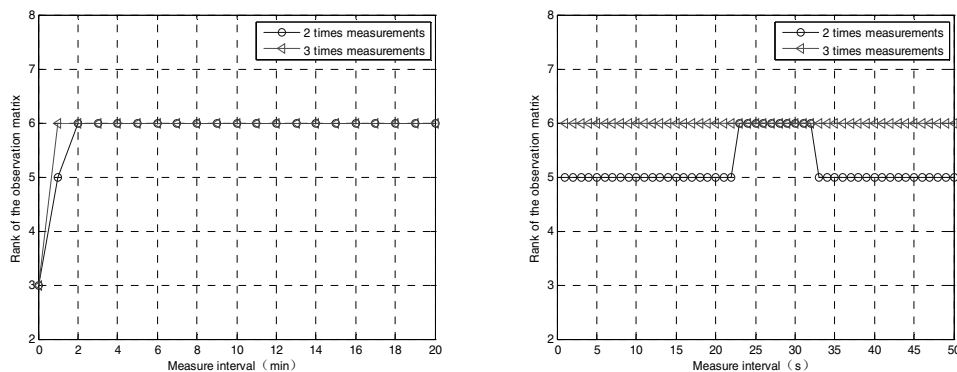 8
7
6
5
4
3
2
0 2 4 6 8 10 12 14 16 18 20
Rank of the observation matrix
Measure interval（min）
2 times measurements
3 times measurements
8
7
6
5
4
3
2
0 5 10 15 20 25 30 35 40 45 50
Rank of the observation matrix
Measure interval（s）
2 times measurements
3 times measurements